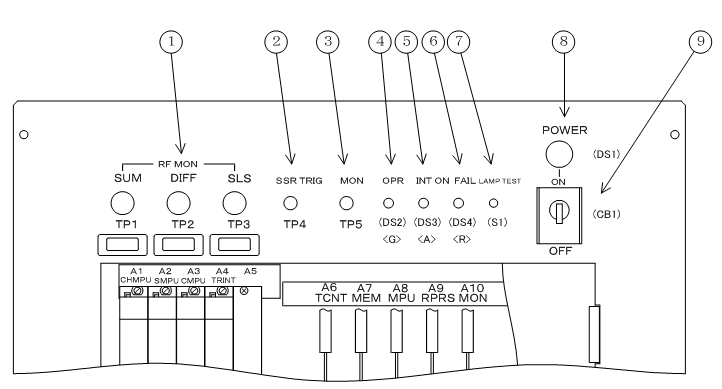 ① ② ③ ④ ⑤ ⑥ ⑦ ⑧ ⑨
POWER
(DS1)
RF MON
SUM DIFF SLS SSR TRIG MON OPR INT ON FAIL LAMP TEST
ON
TP1 TP2 TP3 TP4 TP5 (DS2) (DS3) (DS4) (S1) (CB1)
<G> <A> <R>
OFF
A1 A2 A3 A4 A5
CHMPU SMPU CMPU TRINT
A6 A7 A8 A9 A10
TCNT MEM MPU RPRS MON